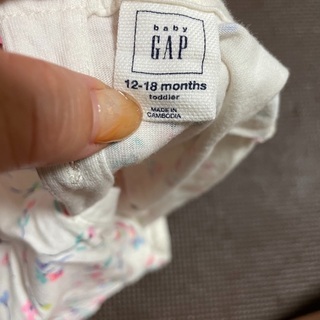 baby
GAP
12-18 months
toddler
MADE IN
CAMBODIA